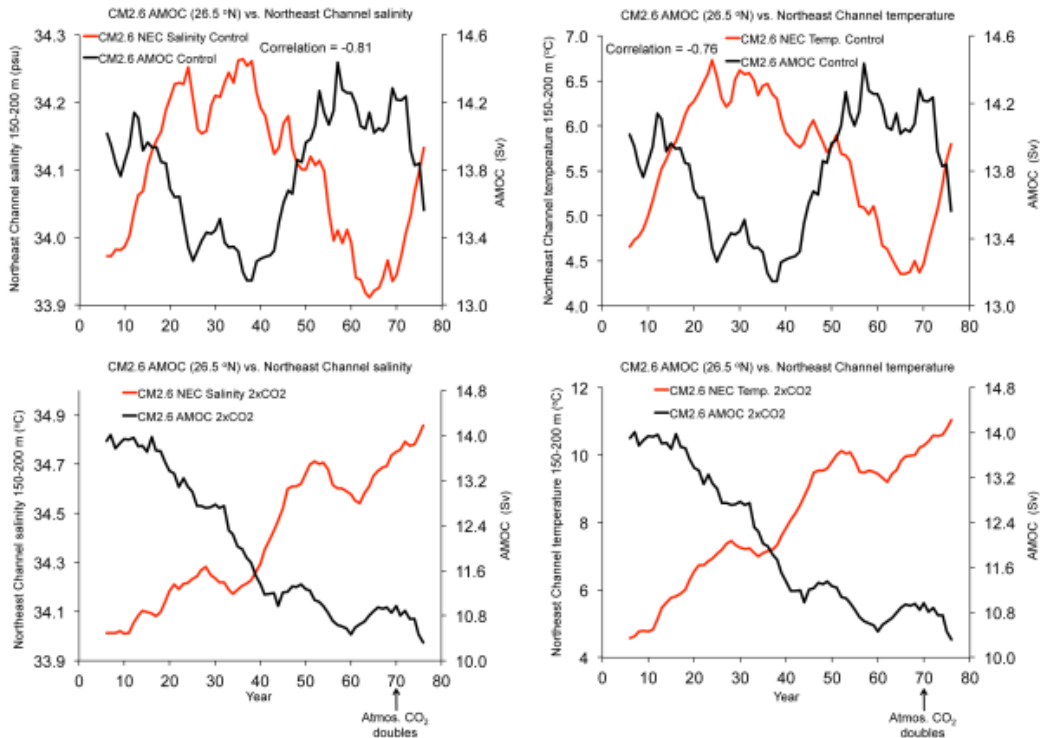 CM2.6 AMOC (26.5 ºN) vs. Northeast Channel salinity
CM2.6 NEC Salinity Control
CM2.6 AMOC Control
Correlation = -0.81
Northeast Channel salinity 150-200 m (psu)
34.3
34.2
34.1
34.0
33.9
14.6
14.2
13.8
13.4
13.0
AMOC (Sv)
0 10 20 30 40 50 60 70 80
CM2.6 AMOC (26.5 ºN) vs. Northeast Channel temperature
Correlation = -0.76
CM2.6 NEC Temp. Control
CM2.6 AMOC Control
Northeast Channel temperature 150-200 m (ºC)
7.0
6.5
6.0
5.5
5.0
4.5
4.0
14.6
14.2
13.8
13.4
13.0
AMOC (Sv)
0 10 20 30 40 50 60 70 80
CM2.6 AMOC (26.5 ºN) vs. Northeast Channel salinity
CM2.6 NEC Salinity 2xCO2
CM2.6 AMOC 2xCO2
Northeast Channel salinity 150-200 m (ºC)
34.9
34.7
34.5
34.3
34.1
33.9
14.8
14.0
13.2
12.4
11.6
10.8
10.0
AMOC (Sv)
0 10 20 30 40 50 60 70 80
Year
Atmos. CO2
doubles
CM2.6 AMOC (26.5 ºN) vs. Northeast Channel temperature
CM2.6 NEC Temp. 2xCO2
CM2.6 AMOC 2xCO2
Northeast Channel temperature 150-200 m (ºC)
12
10
8
6
4
14.8
14.0
13.2
12.4
11.6
10.8
10.0
AMOC (Sv)
0 10 20 30 40 50 60 70 80
Year
Atmos. CO2
doubles